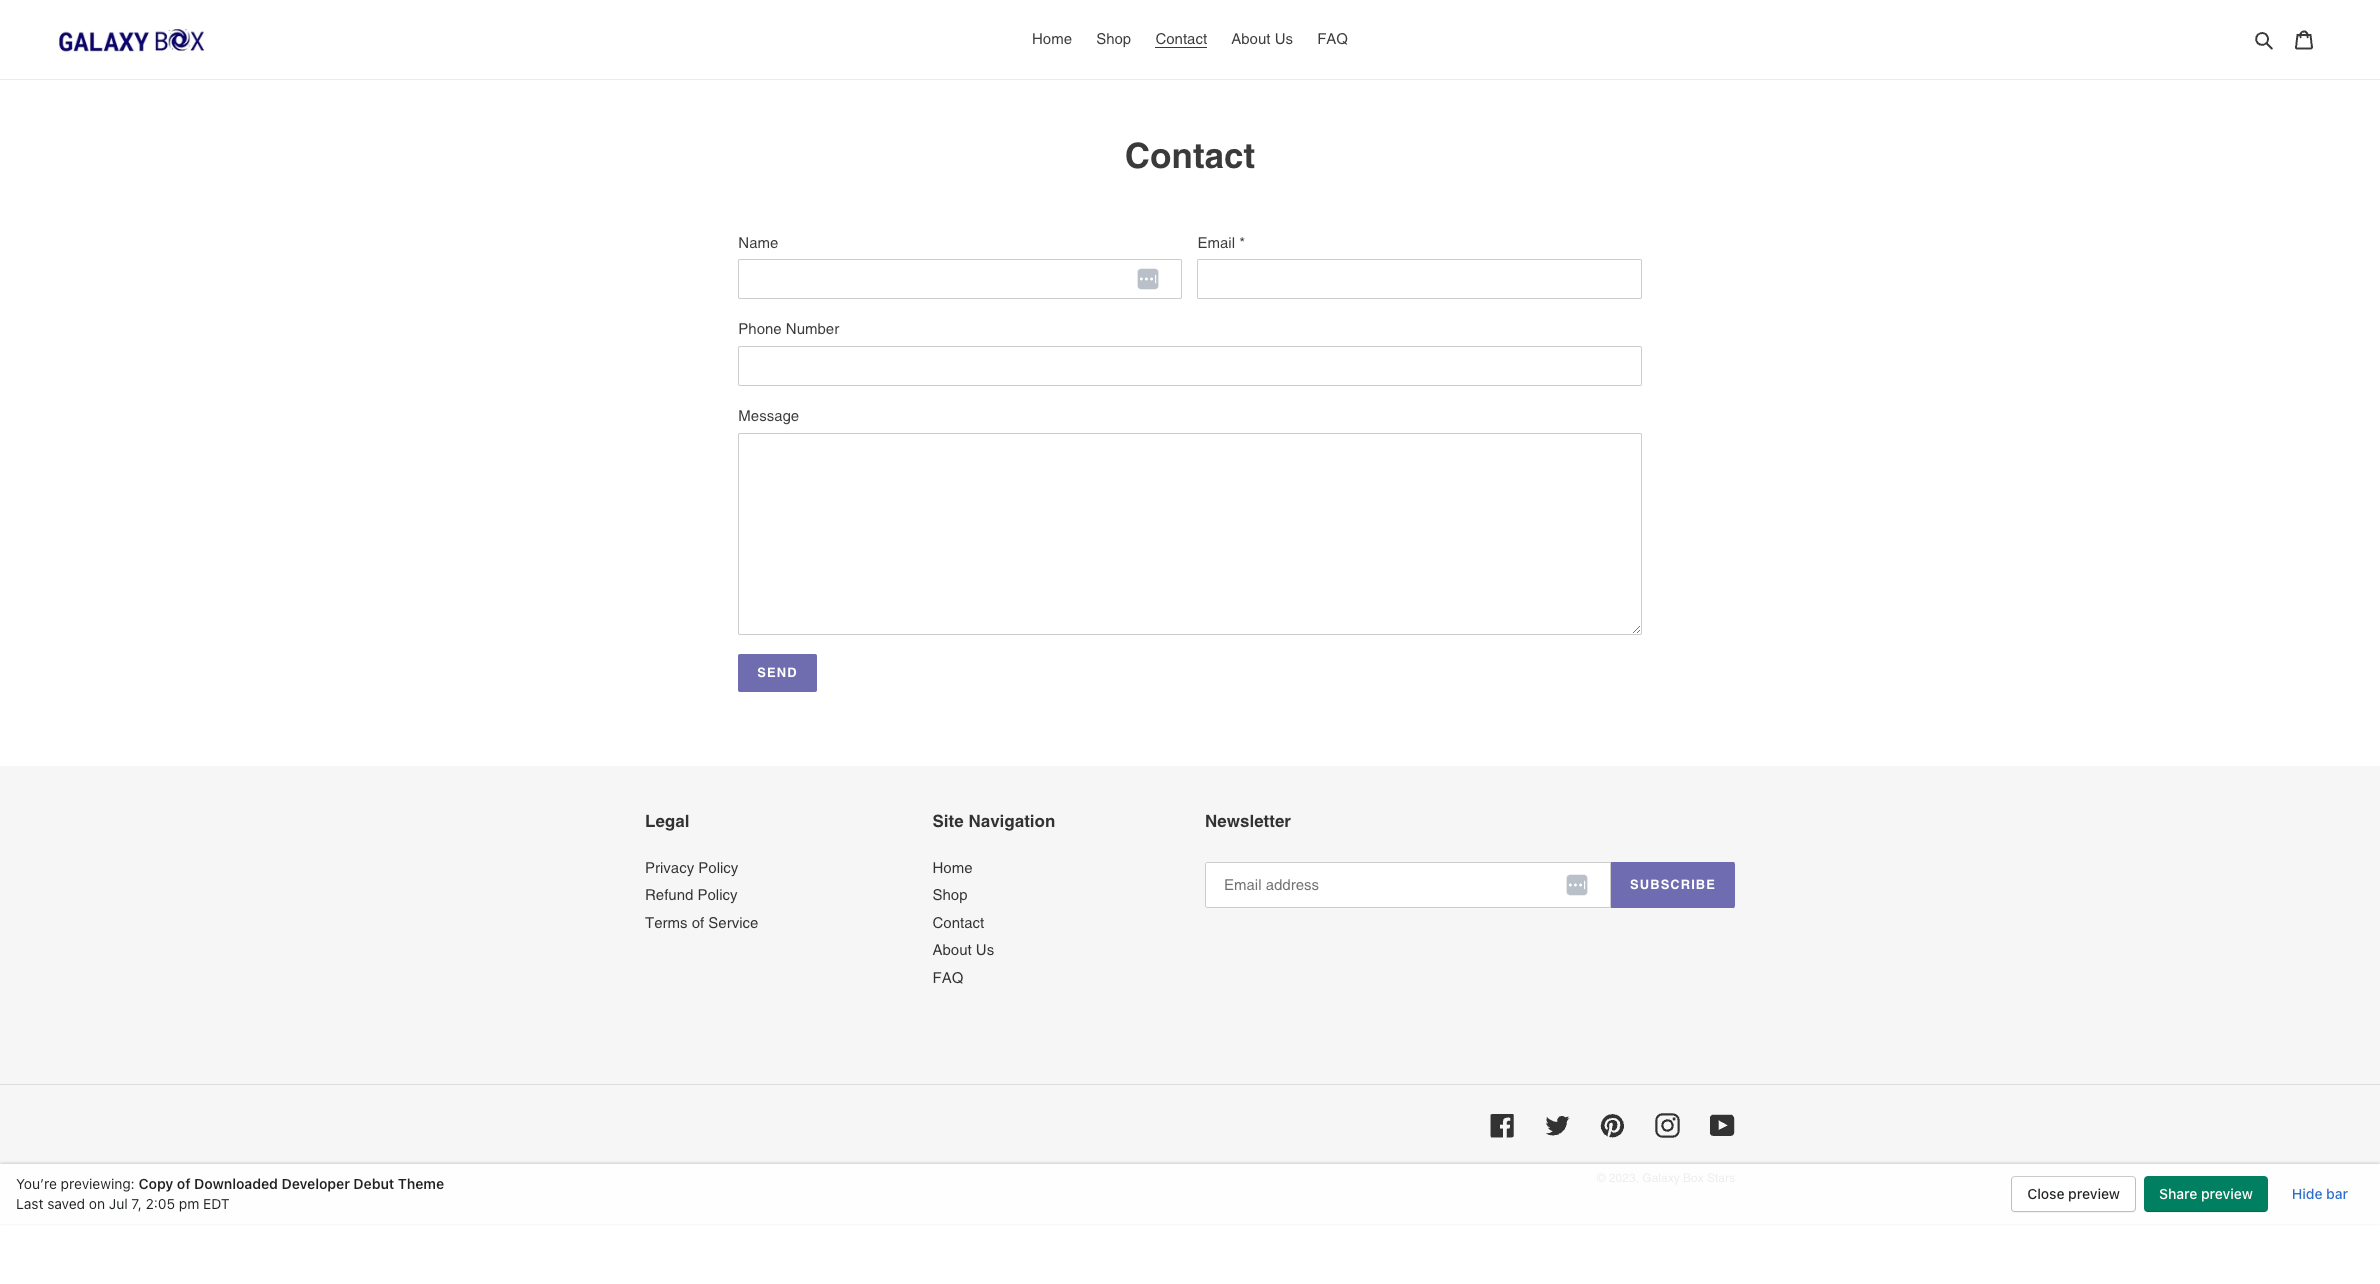 GALAXY BOX
Home Shop Contact About Us FAQ
Contact
Name Email *
Phone Number
Message
SEND
Legal Site Navigation Newsletter
Privacy Policy Home
Refund Policy Shop Email address SUBSCRIBE
Terms of Service Contact
About Us
FAQ
© 2023, Galaxy Box Stars
You're previewing: Copy of Downloaded Developer Debut Theme
Last saved on Jul 7, 2:05 pm EDT
Close preview Share preview Hide bar